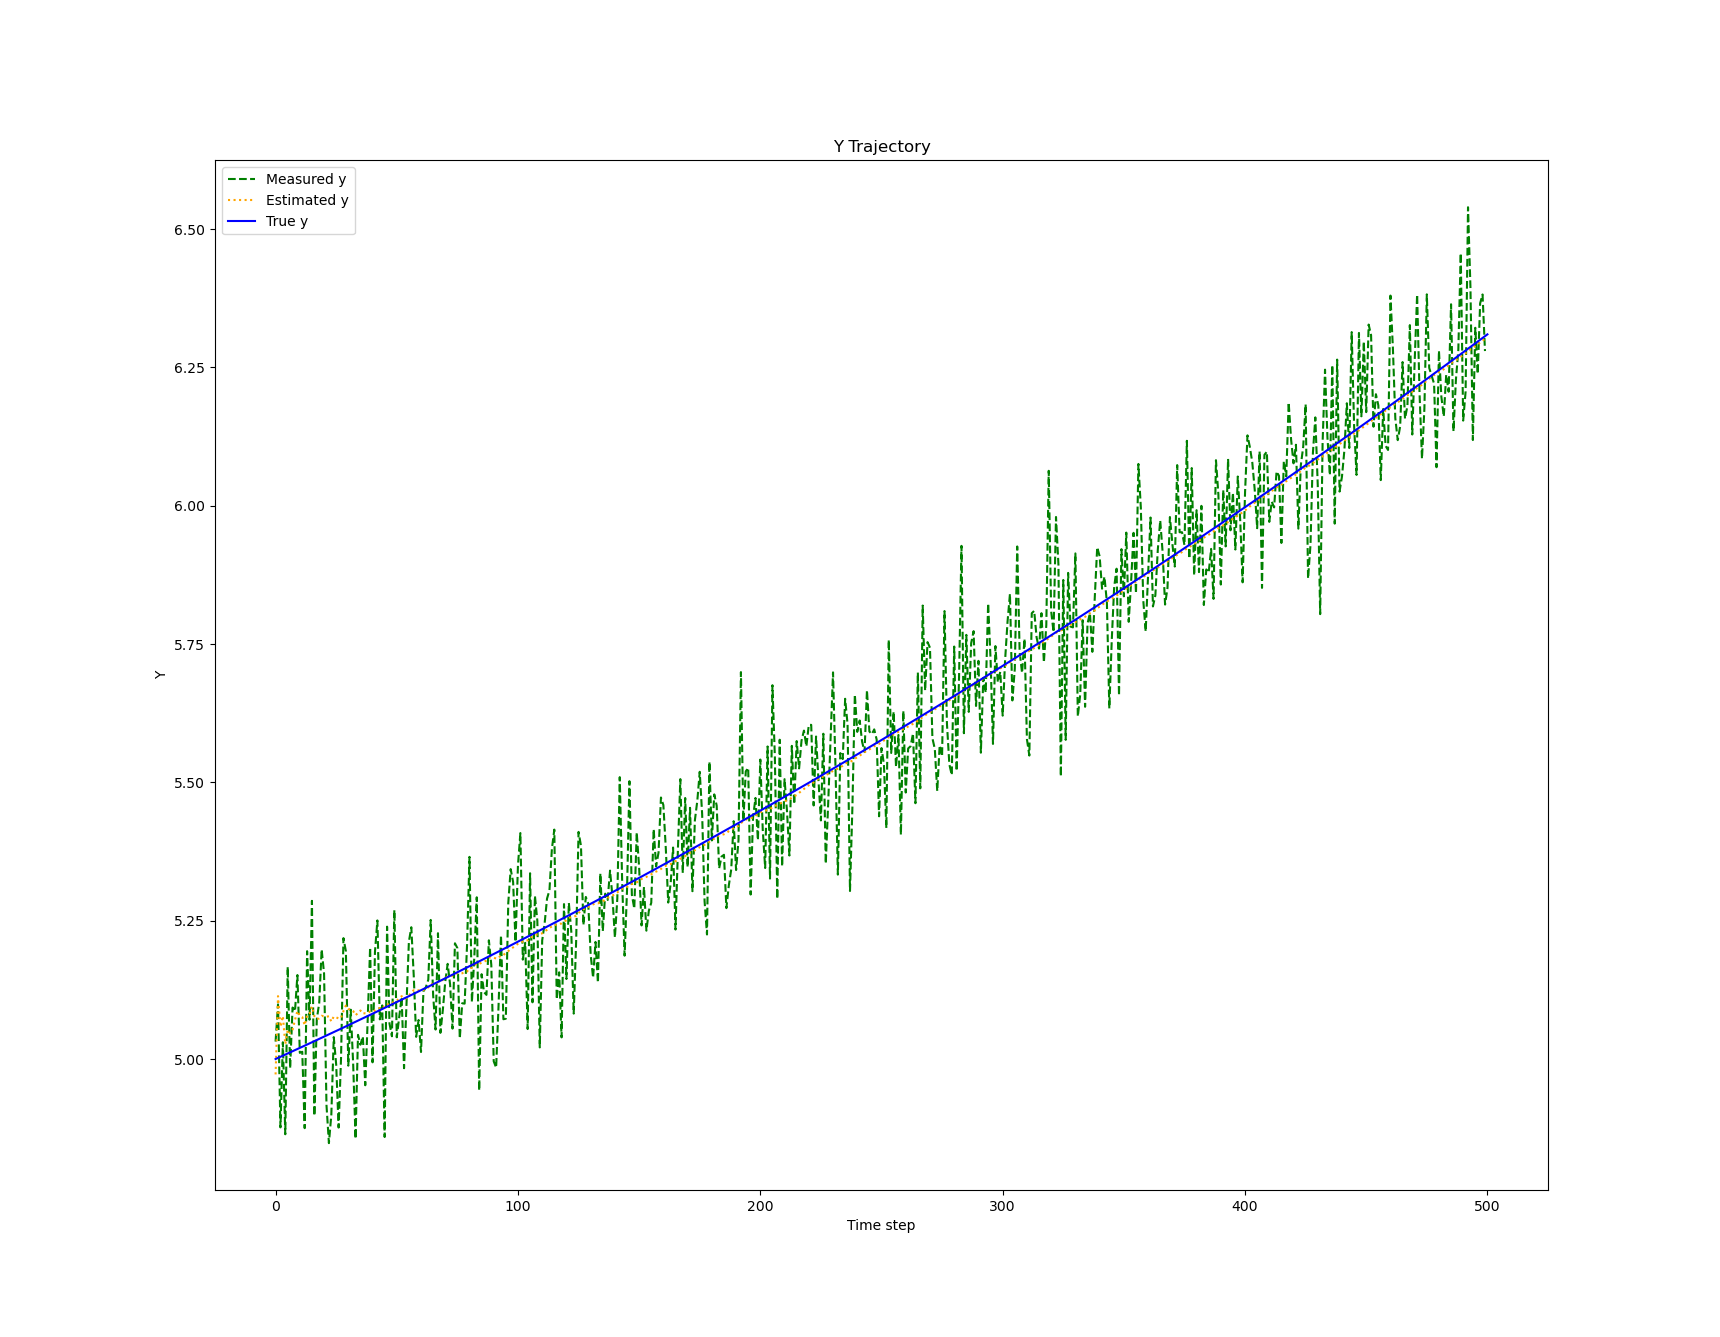 Y Trajectory
Measured y
Estimated y
True y
6.50
6.25
6.00
5.75
5.50
5.25
5.00
Y
0 100 200 300 400 500
Time step